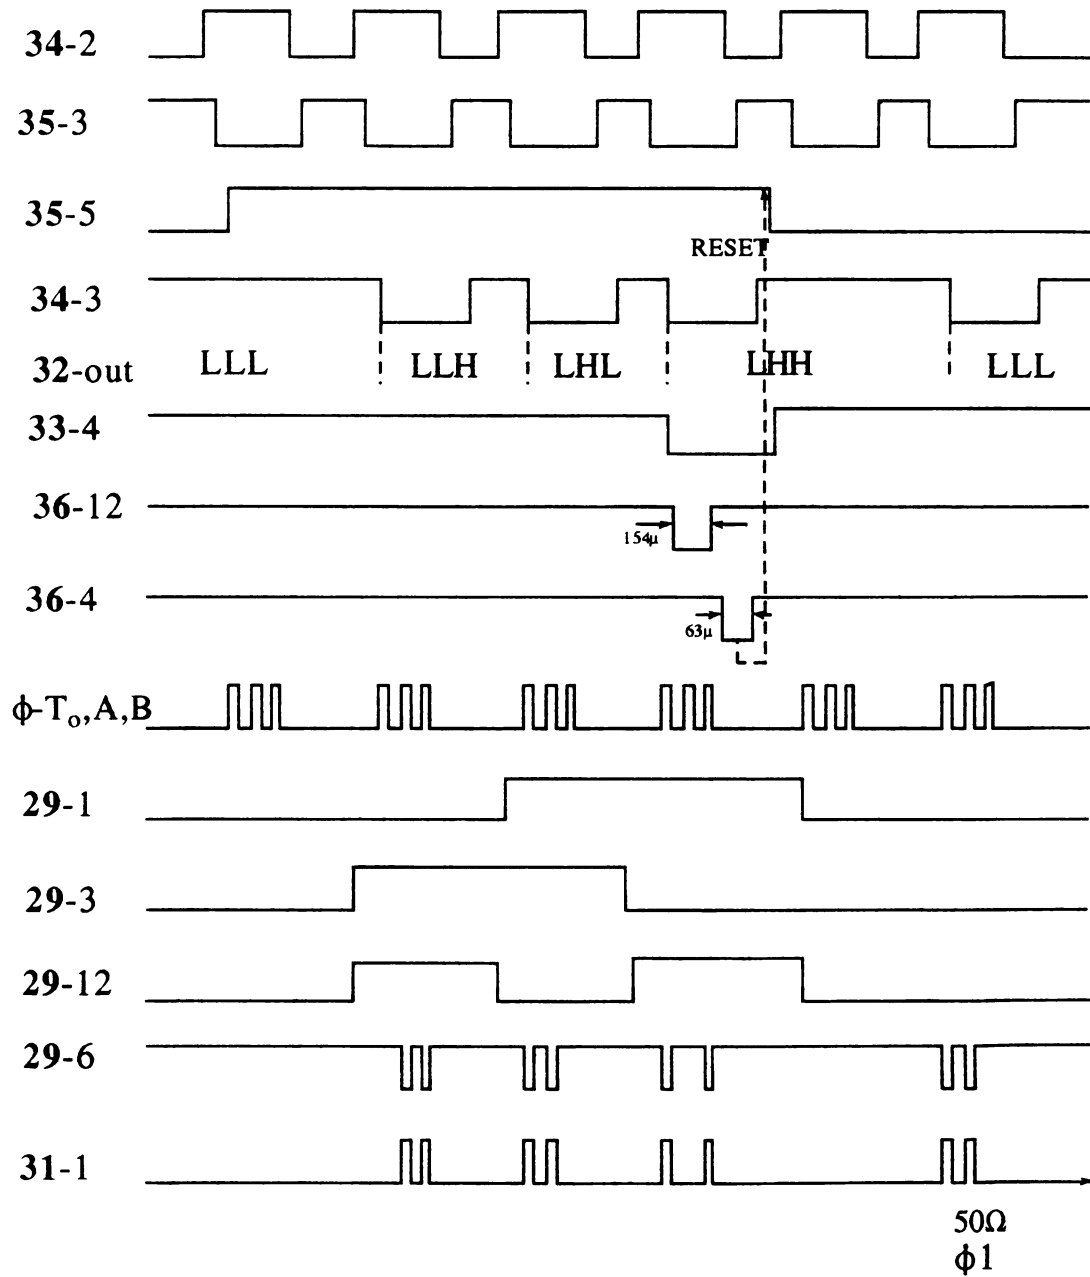 34-2
35-3
35-5
RESET
34-3
32-out LLL LLH LHL LHH LLL
33-4
36-12
154μ
36-4
63μ
ϕ-Tₒ,A,B
29-1
29-3
29-12
29-6
31-1
50Ω
ϕ1